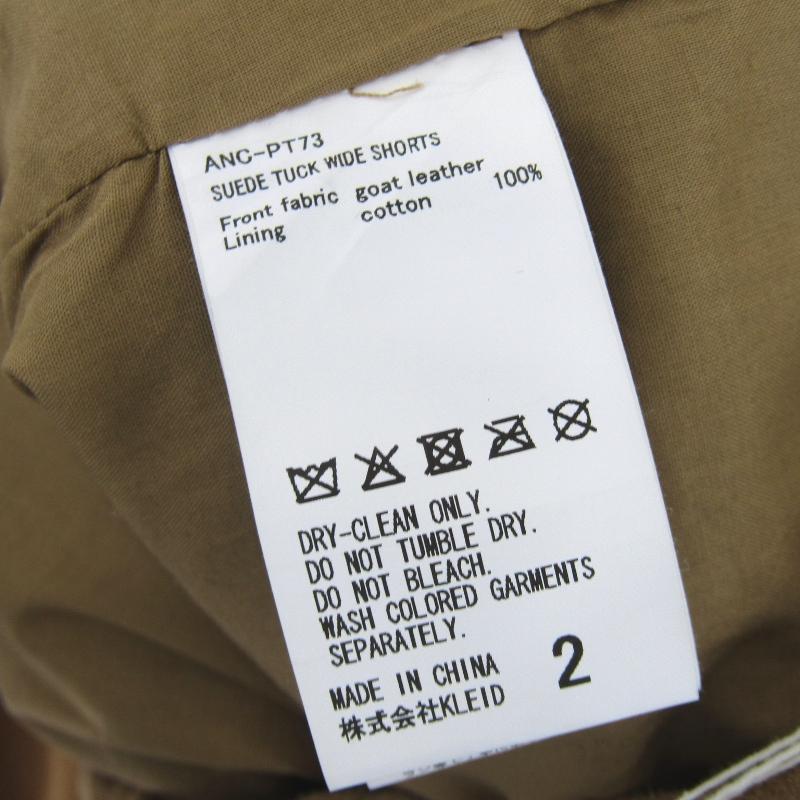 ANC-PT73
SUEDE TUCK WIDE SHORTS
Front fabric goat leather 100%
Lining cotton
DRY-CLEAN ONLY.
DO NOT TUMBLE DRY.
DO NOT BLEACH.
WASH COLORED GARMENTS
SEPARATELY.
MADE IN CHINA
株式会社KLEID
2